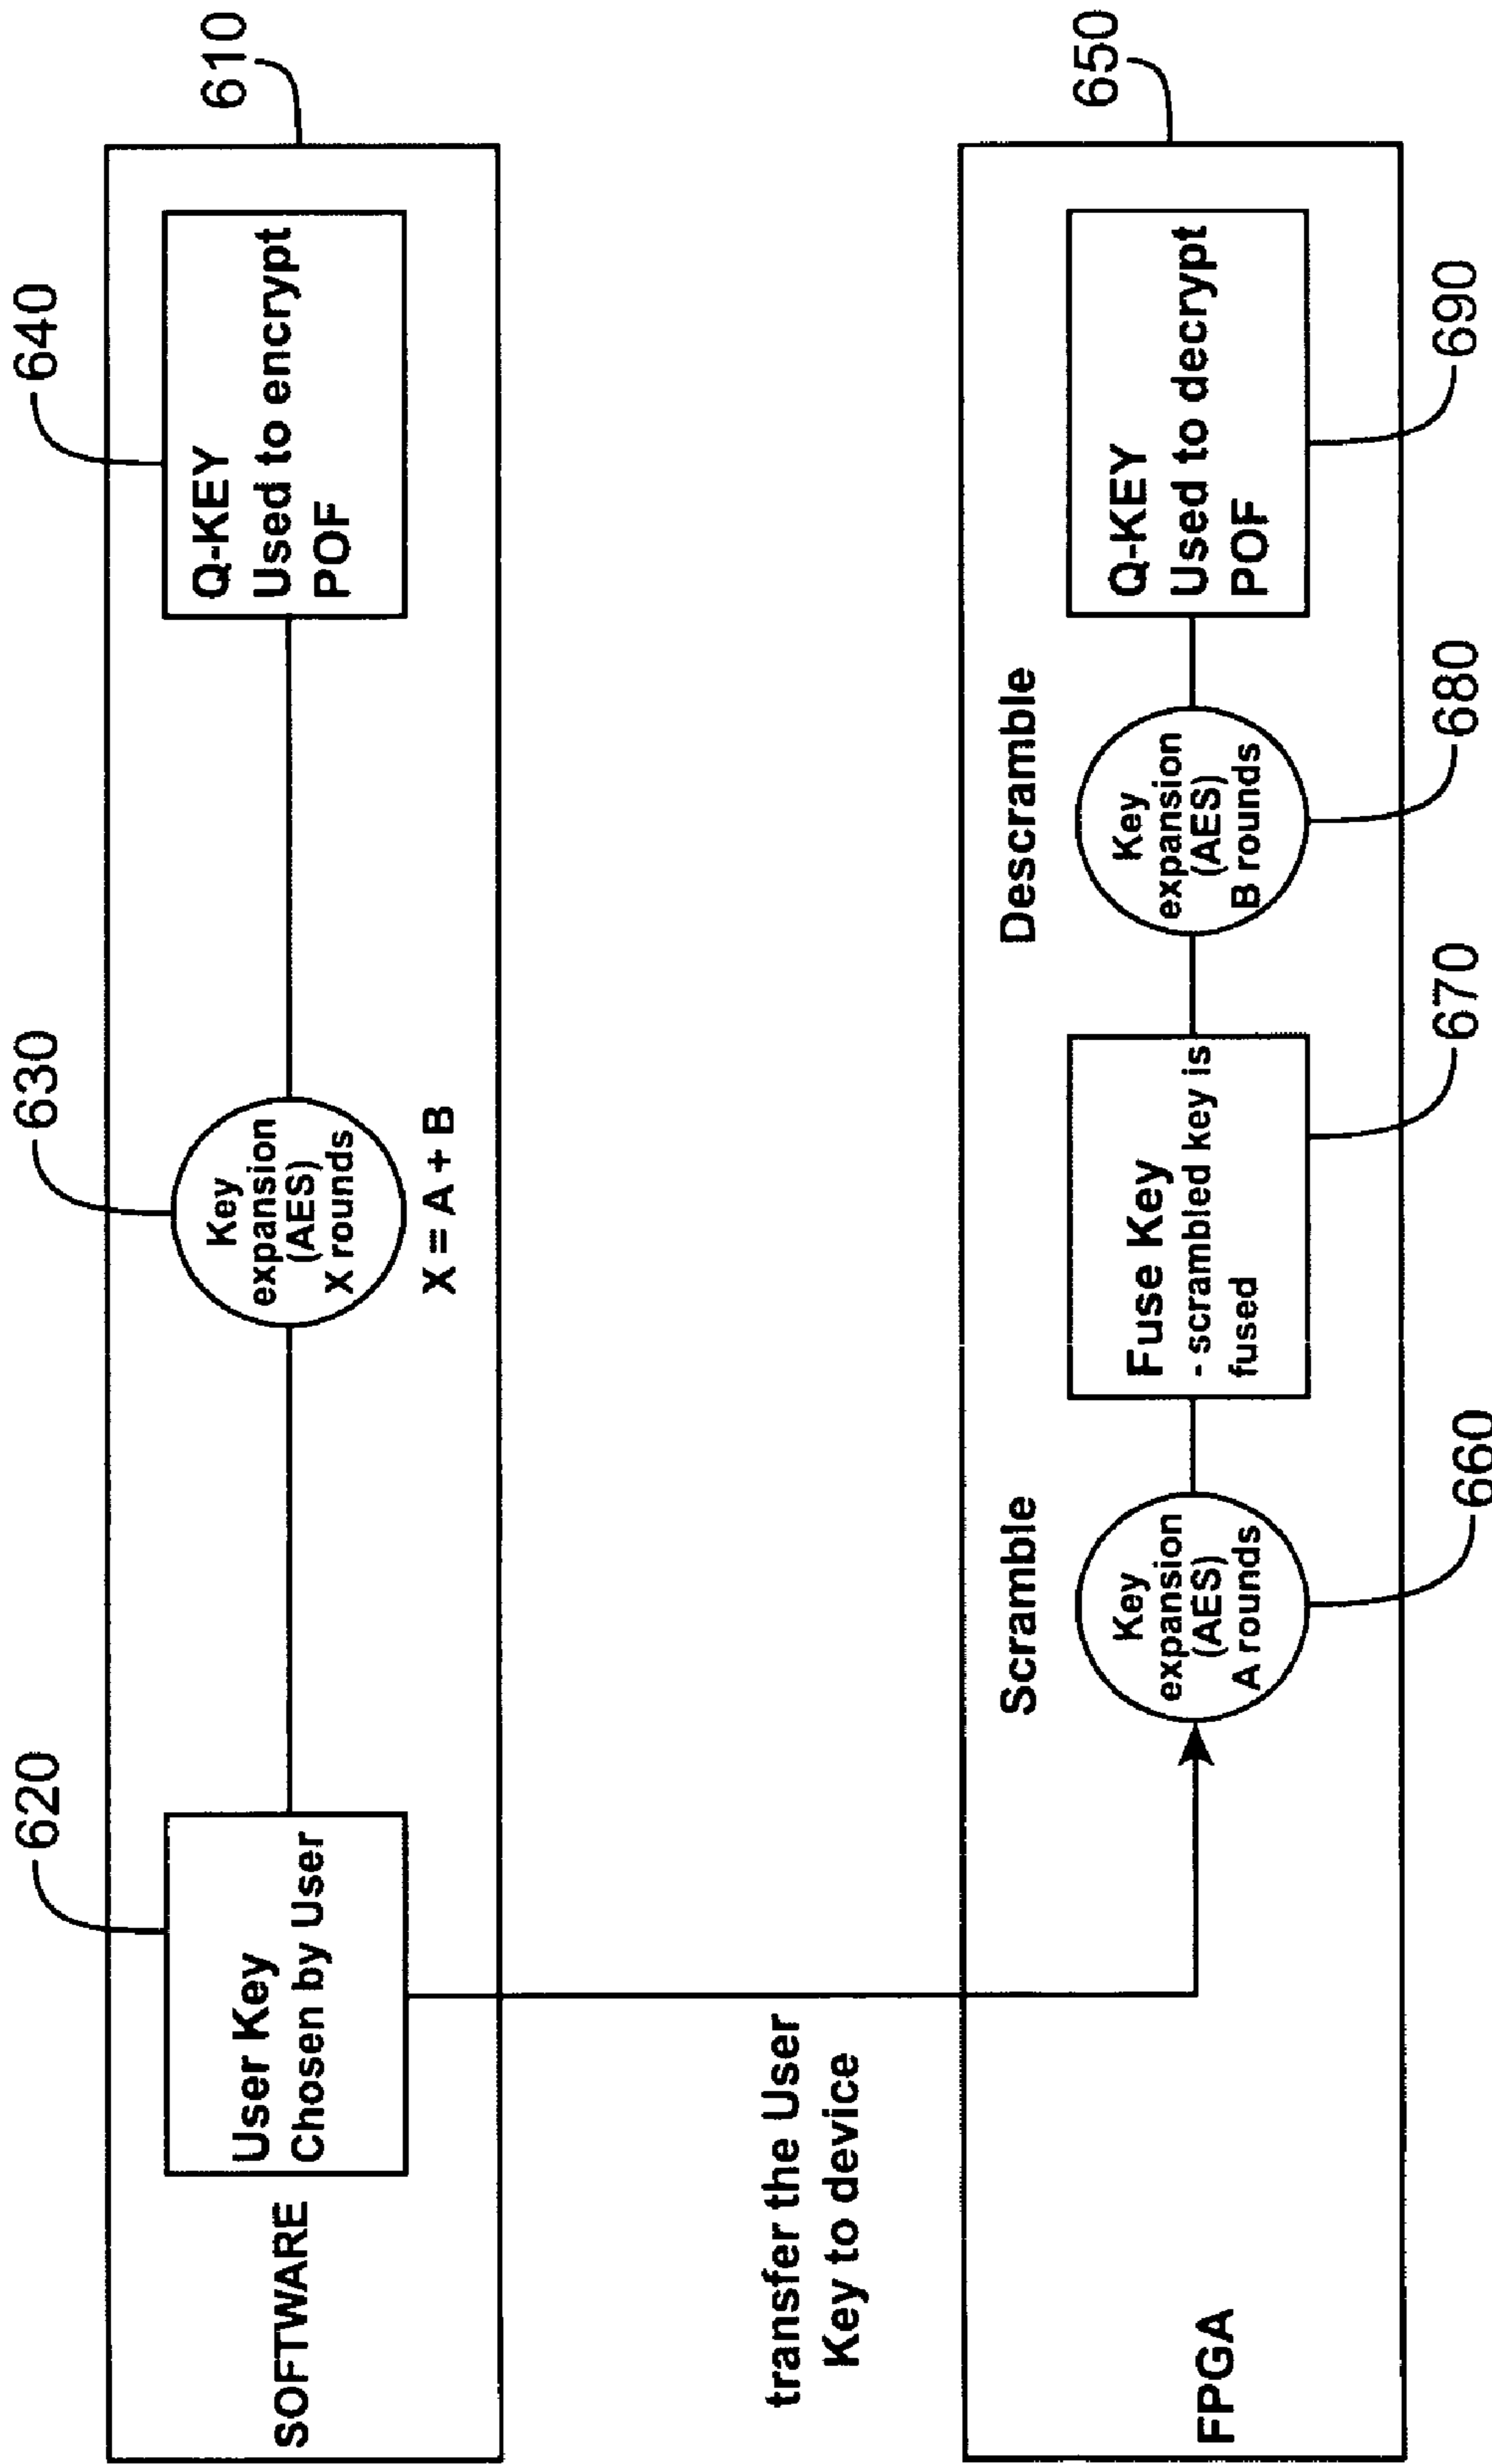 610
640
630
620
SOFTWARE
User Key
Chosen by User
Key
expansion
(AES)
X rounds
X = A + B
Q-KEY
Used to encrypt
POF
transfer the User
Key to device
650
FPGA
Scramble
Key
expansion
(AES)
A rounds
Fuse Key
- scrambled key is
fused
Descramble
Key
expansion
(AES)
B rounds
Q-KEY
Used to decrypt
POF
660
670
680
690